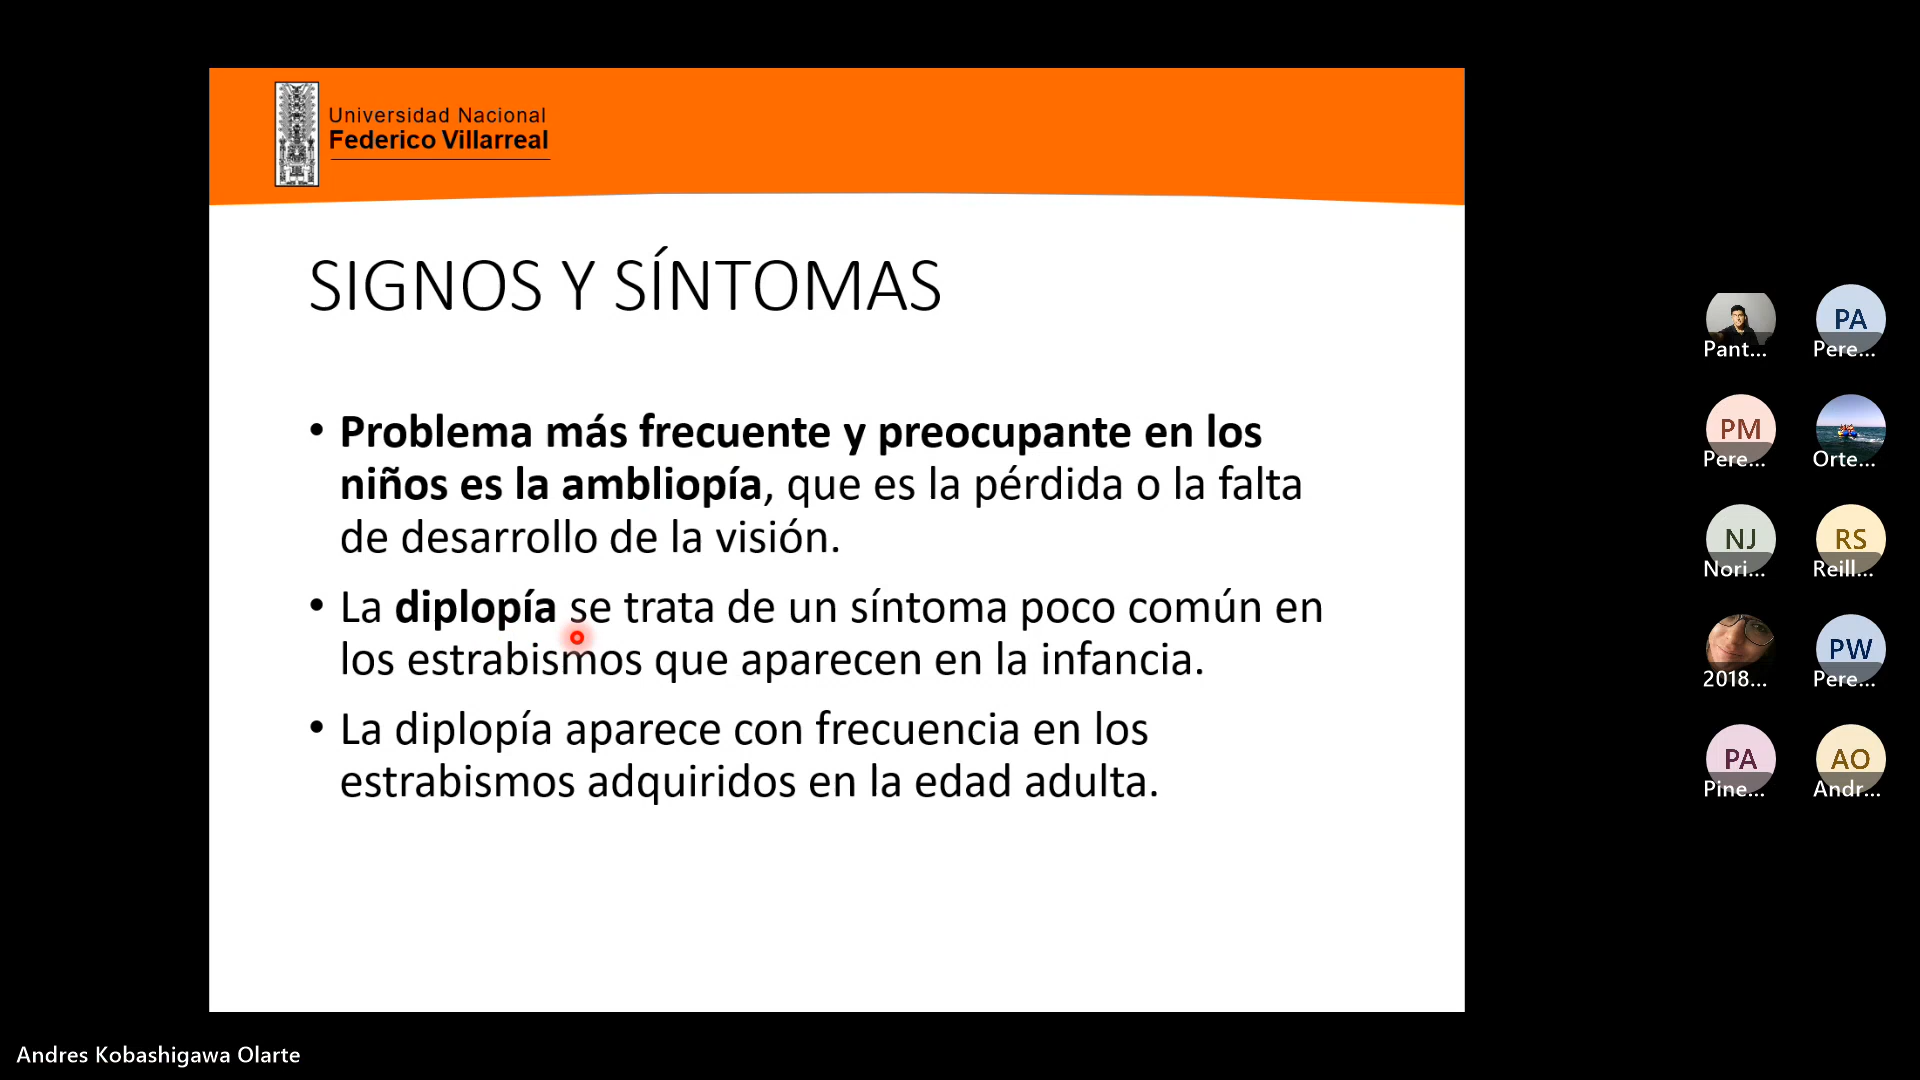 Universidad Nacional
Federico Villarreal
SIGNOS Y SÍNTOMAS
• Problema más frecuente y preocupante en los
niños es la ambliopía, que es la pérdida o la falta
de desarrollo de la visión.
• La diplopía se trata de un síntoma poco común en
los estrabismos que aparecen en la infancia.
• La diplopía aparece con frecuencia en los
estrabismos adquiridos en la edad adulta.
Pant...
PA
Pere...
PM
Pere...
Orte...
NJ
Nori...
RS
Reill...
2018...
PW
Pere...
PA
Pine...
AO
Andr...
Andres Kobashigawa Olarte